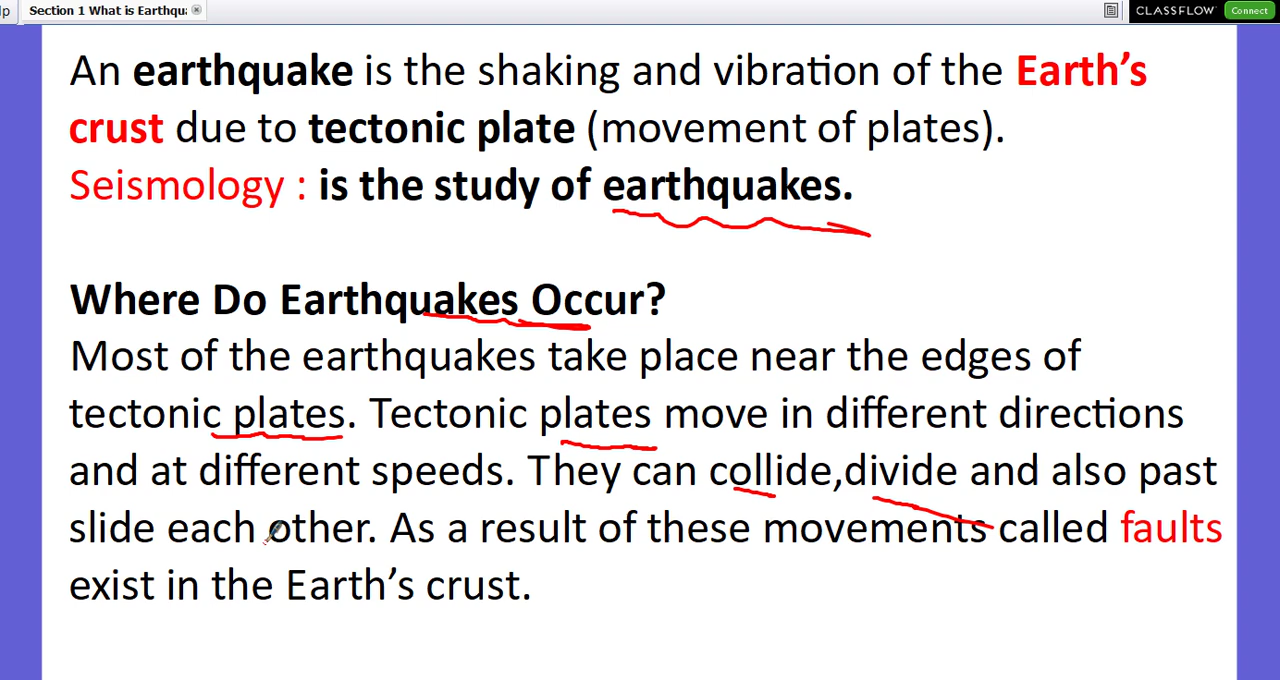 lp
Section 1 What is Earthqu
CLASSFLOW
Connect
An earthquake is the shaking and vibration of the Earth’s
crust due to tectonic plate (movement of plates).
Seismology : is the study of earthquakes.
Where Do Earthquakes Occur?
Most of the earthquakes take place near the edges of
tectonic plates. Tectonic plates move in different directions
and at different speeds. They can collide,divide and also past
slide each other. As a result of these movements called faults
exist in the Earth’s crust.